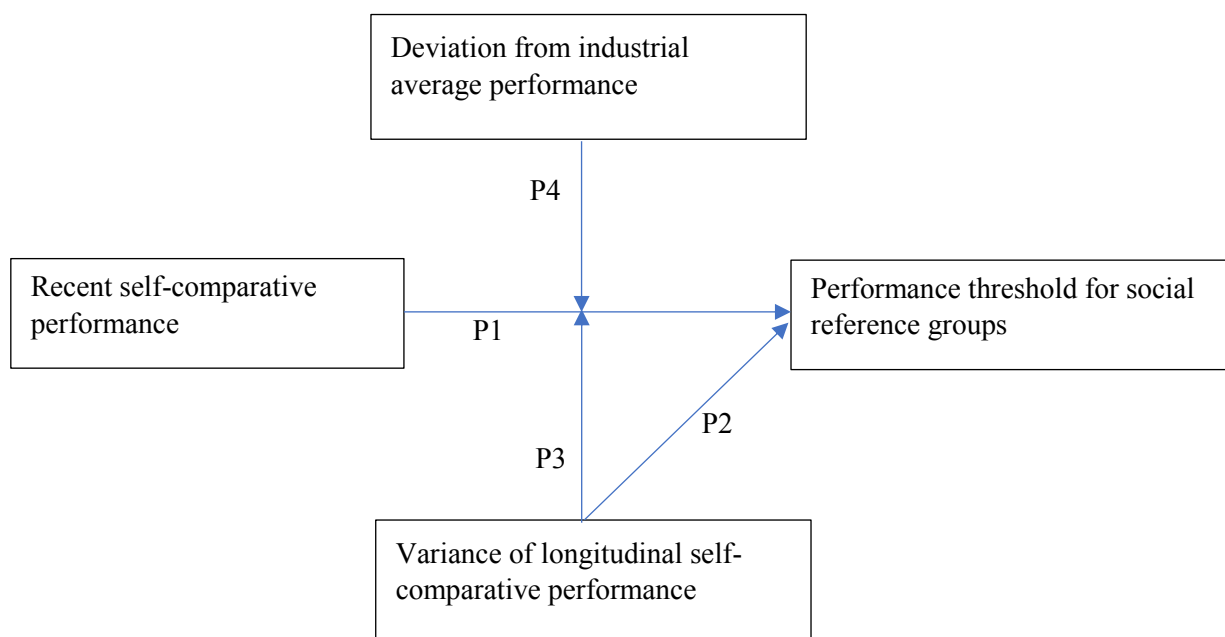 Deviation from industrial
average performance
P4
Recent self-comparative
performance
P1
Performance threshold for social
reference groups
P2
P3
Variance of longitudinal self-
comparative performance